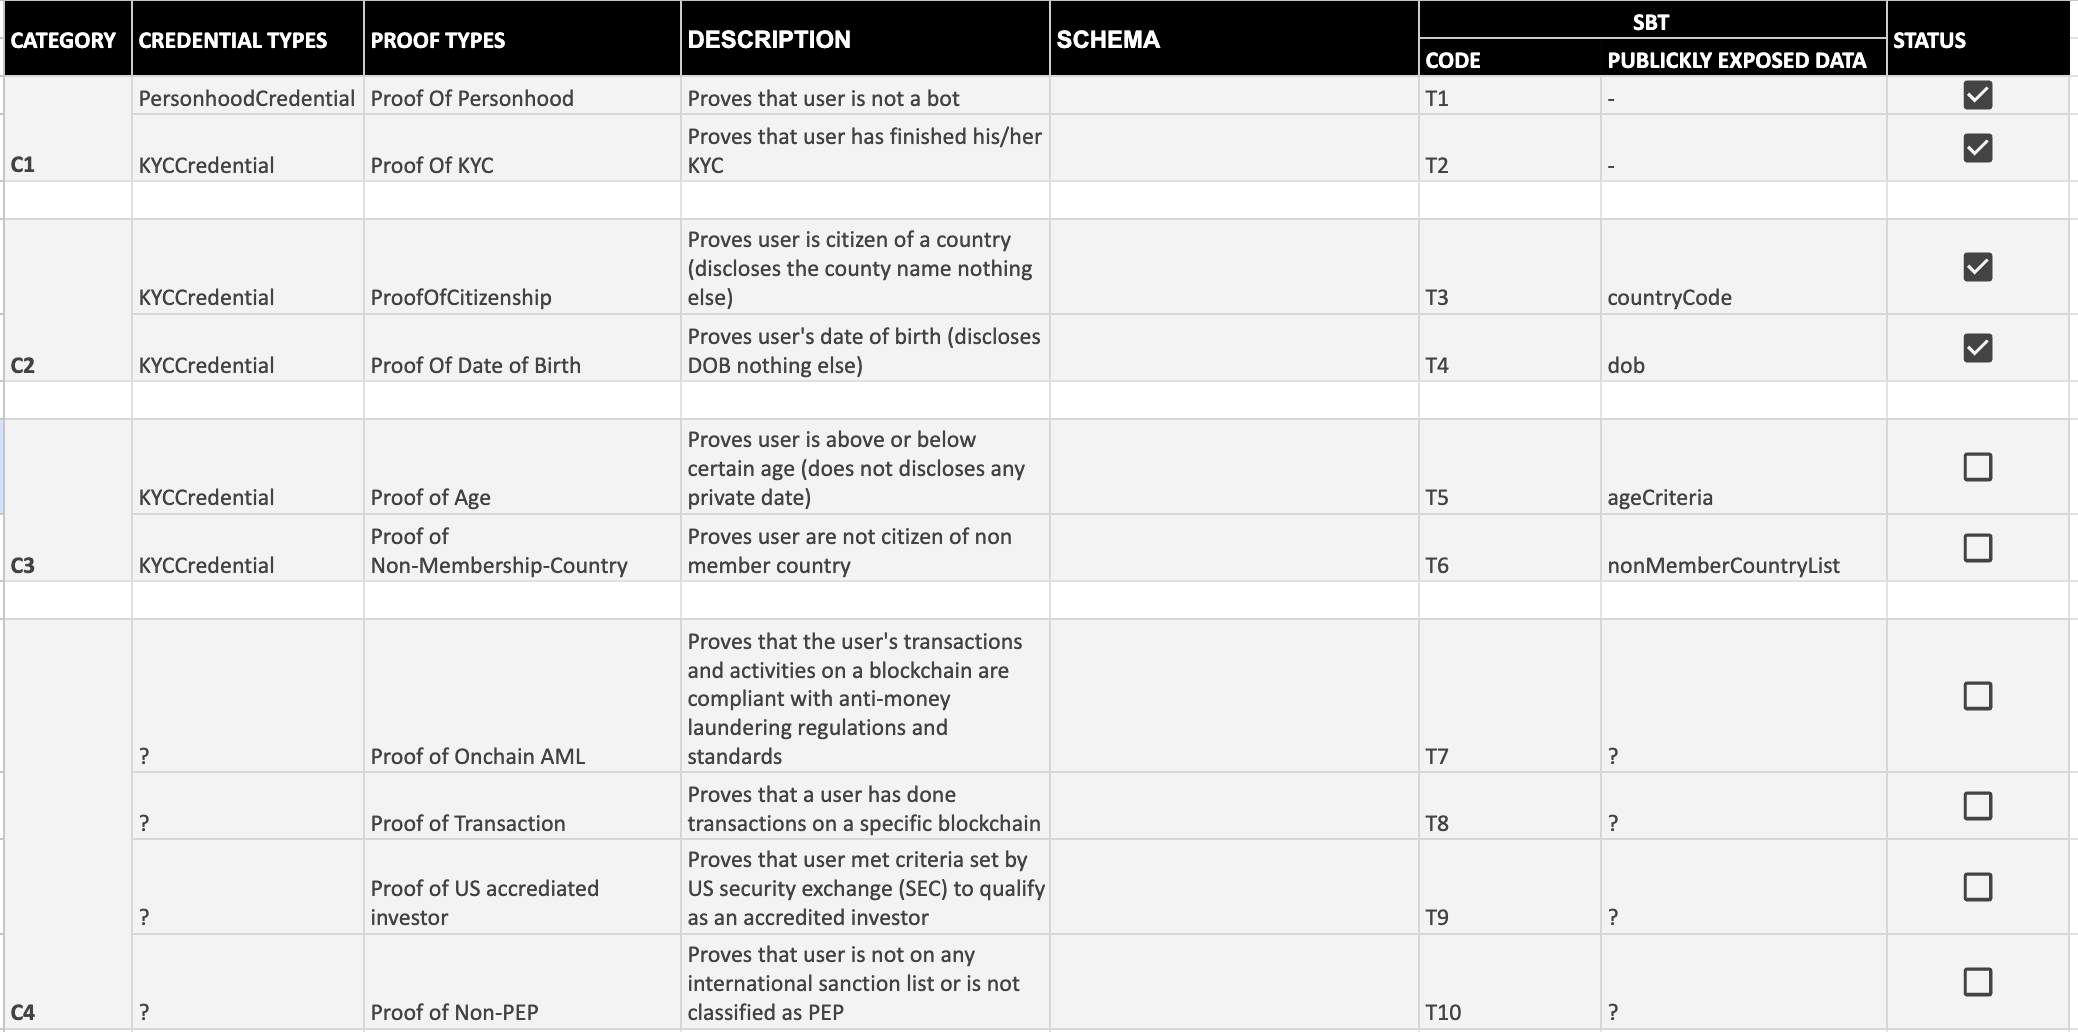 CATEGORY CREDENTIAL TYPES PROOF TYPES DESCRIPTION SCHEMA SBT STATUS
CODE PUBLICKLY EXPOSED DATA
PersonhoodCredential Proof Of Personhood Proves that user is not a bot T1 -
Proves that user has finished his/her
C1 KYCCredential Proof Of KYC KYC T2 -
Proves user is citizen of a country
(discloses the county name nothing
KYCCredential ProofOfCitizenship else) T3 countryCode
Proves user's date of birth (discloses
C2 KYCCredential Proof Of Date of Birth DOB nothing else) T4 dob
Proves user is above or below
certain age (does not discloses any
KYCCredential Proof of Age private date) T5 ageCriteria
Proof of Proves user are not citizen of non
C3 KYCCredential Non-Membership-Country member country T6 nonMemberCountryList
Proves that the user's transactions
and activities on a blockchain are
compliant with anti-money
laundering regulations and
? Proof of Onchain AML standards T7 ?
Proves that a user has done
? Proof of Transaction transactions on a specific blockchain T8 ?
Proves that user met criteria set by
Proof of US accrediated US security exchange (SEC) to qualify
? investor as an accredited investor T9 ?
Proves that user is not on any
international sanction list or is not
C4 ? Proof of Non-PEP classified as PEP T10 ?